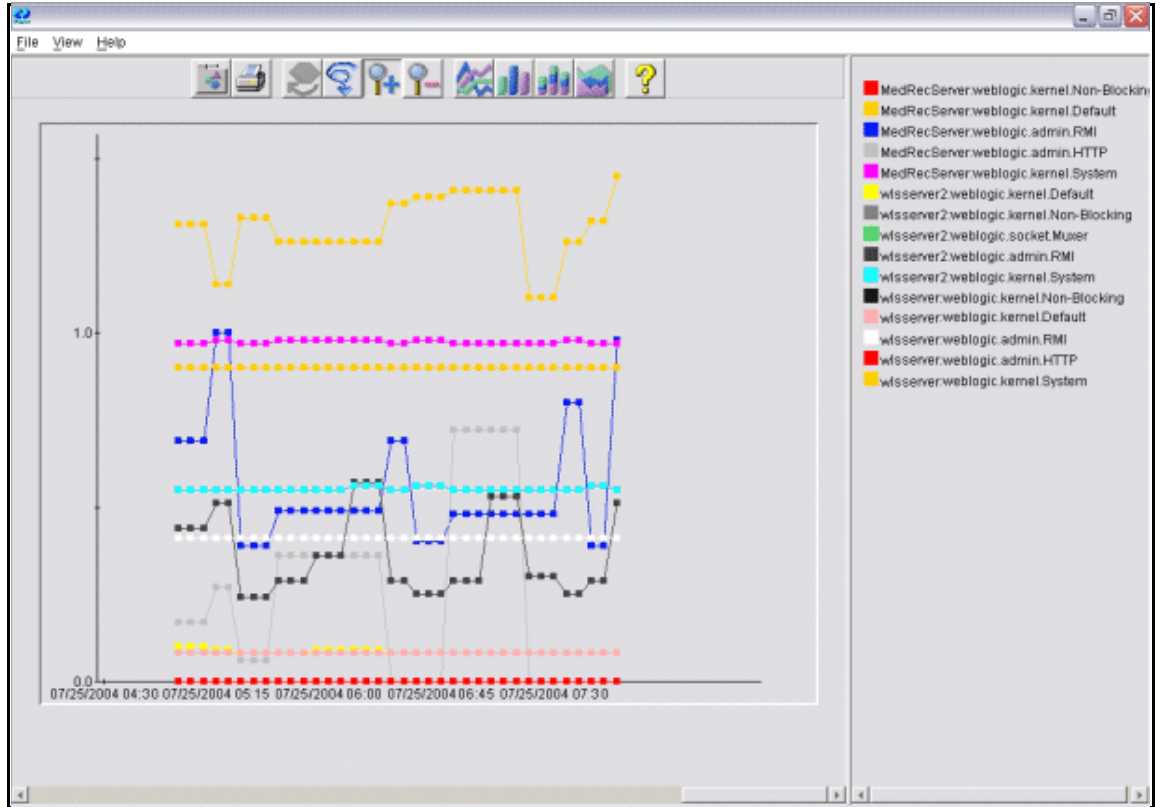 File View Help
MedRecServer:weblogic.kernel.Non-Blockin
MedRecServer:weblogic.kernel.Default
MedRecServer:weblogic.admin.RMI
MedRecServer:weblogic.admin.HTTP
MedRecServer:weblogic.kernel.System
wlsserver2:weblogic.kernel.Default
wlsserver2:weblogic.kernel.Non-Blocking
wlsserver2:weblogic.socket.Muxer
wlsserver2:weblogic.admin.RMI
wlsserver2:weblogic.kernel.System
wlsserver:weblogic.kernel.Non-Blocking
wlsserver:weblogic.kernel.Default
wlsserver:weblogic.admin.RMI
wlsserver:weblogic.admin.HTTP
wlsserver:weblogic.kernel.System
1.0
0.0
07/25/2004 04:30 07/25/2004 05:15 07/25/2004 06:00 07/25/2004 06:45 07/25/2004 07:30